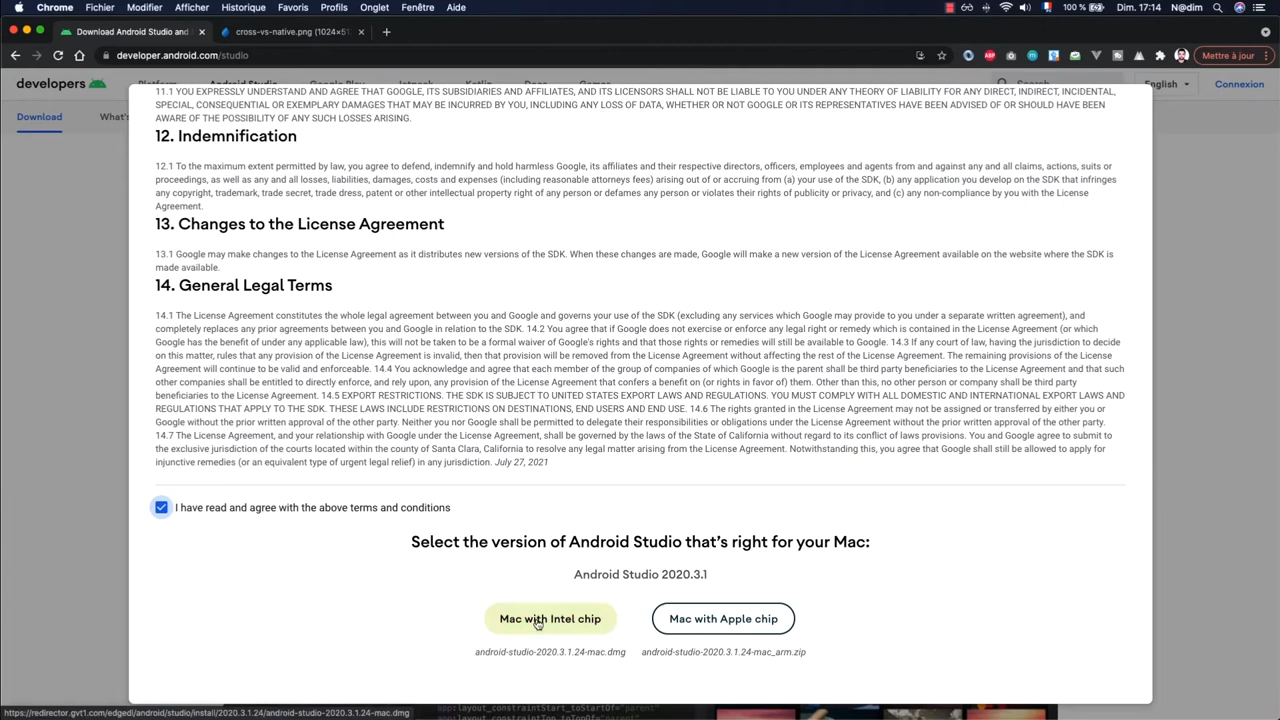 Chrome Fichier Modifier Afficher Historique Favoris Profils Onglet Fenêtre Aide 100 % Dim. 17:14 N@dim
Download Android Studio and cross-vs-native.png (1024×51
developer.android.com/studio Mettre à jour
developers Platform Android Studio Google Play Jetpack Kotlin Docs Games Search English Connexion
Download What's
11.1 YOU EXPRESSLY UNDERSTAND AND AGREE THAT GOOGLE, ITS SUBSIDIARIES AND AFFILIATES, AND ITS LICENSORS SHALL NOT BE LIABLE TO YOU UNDER ANY THEORY OF LIABILITY FOR ANY DIRECT, INDIRECT, INCIDENTAL,
SPECIAL, CONSEQUENTIAL OR EXEMPLARY DAMAGES THAT MAY BE INCURRED BY YOU, INCLUDING ANY LOSS OF DATA, WHETHER OR NOT GOOGLE OR ITS REPRESENTATIVES HAVE BEEN ADVISED OF OR SHOULD HAVE BEEN
AWARE OF THE POSSIBILITY OF ANY SUCH LOSSES ARISING.
12. Indemnification
12.1 To the maximum extent permitted by law, you agree to defend, indemnify and hold harmless Google, its affiliates and their respective directors, officers, employees and agents from and against any and all claims, actions, suits or
proceedings, as well as any and all losses, liabilities, damages, costs and expenses (including reasonable attorneys fees) arising out of or accruing from (a) your use of the SDK, (b) any application you develop on the SDK that infringes
any copyright, trademark, trade secret, trade dress, patent or other intellectual property right of any person or defames any person or violates their rights of publicity or privacy, and (c) any non-compliance by you with the License
Agreement.
13. Changes to the License Agreement
13.1 Google may make changes to the License Agreement as it distributes new versions of the SDK. When these changes are made, Google will make a new version of the License Agreement available on the website where the SDK is
made available.
14. General Legal Terms
14.1 The License Agreement constitutes the whole legal agreement between you and Google and governs your use of the SDK (excluding any services which Google may provide to you under a separate written agreement), and
completely replaces any prior agreements between you and Google in relation to the SDK. 14.2 You agree that if Google does not exercise or enforce any legal right or remedy which is contained in the License Agreement (or which
Google has the benefit of under any applicable law), this will not be taken to be a formal waiver of Google's rights and that those rights or remedies will still be available to Google. 14.3 If any court of law, having the jurisdiction to decide
on this matter, rules that any provision of the License Agreement is invalid, then that provision will be removed from the License Agreement without affecting the rest of the License Agreement. The remaining provisions of the License
Agreement will continue to be valid and enforceable. 14.4 You acknowledge and agree that each member of the group of companies of which Google is the parent shall be third party beneficiaries to the License Agreement and that such
other companies shall be entitled to directly enforce, and rely upon, any provision of the License Agreement that confers a benefit on (or rights in favor of) them. Other than this, no other person or company shall be third party
beneficiaries to the License Agreement. 14.5 EXPORT RESTRICTIONS. THE SDK IS SUBJECT TO UNITED STATES EXPORT LAWS AND REGULATIONS. YOU MUST COMPLY WITH ALL DOMESTIC AND INTERNATIONAL EXPORT LAWS AND
REGULATIONS THAT APPLY TO THE SDK. THESE LAWS INCLUDE RESTRICTIONS ON DESTINATIONS, END USERS AND END USE. 14.6 The rights granted in the License Agreement may not be assigned or transferred by either you or
Google without the prior written approval of the other party. Neither you nor Google shall be permitted to delegate their responsibilities or obligations under the License Agreement without the prior written approval of the other party.
14.7 The License Agreement, and your relationship with Google under the License Agreement, shall be governed by the laws of the State of California without regard to its conflict of laws provisions. You and Google agree to submit to
the exclusive jurisdiction of the courts located within the county of Santa Clara, California to resolve any legal matter arising from the License Agreement. Notwithstanding this, you agree that Google shall still be allowed to apply for
injunctive remedies (or an equivalent type of urgent legal relief) in any jurisdiction. July 27, 2021
I have read and agree with the above terms and conditions
Select the version of Android Studio that's right for your Mac:
Android Studio 2020.3.1
Mac with Intel chip Mac with Apple chip
android-studio-2020.3.1.24-mac.dmg android-studio-2020.3.1.24-mac_arm.zip
https://redirector.gvt1.com/edgedl/android/studio/install/2020.3.1.24/android-studio-2020.3.1.24-mac.dmg